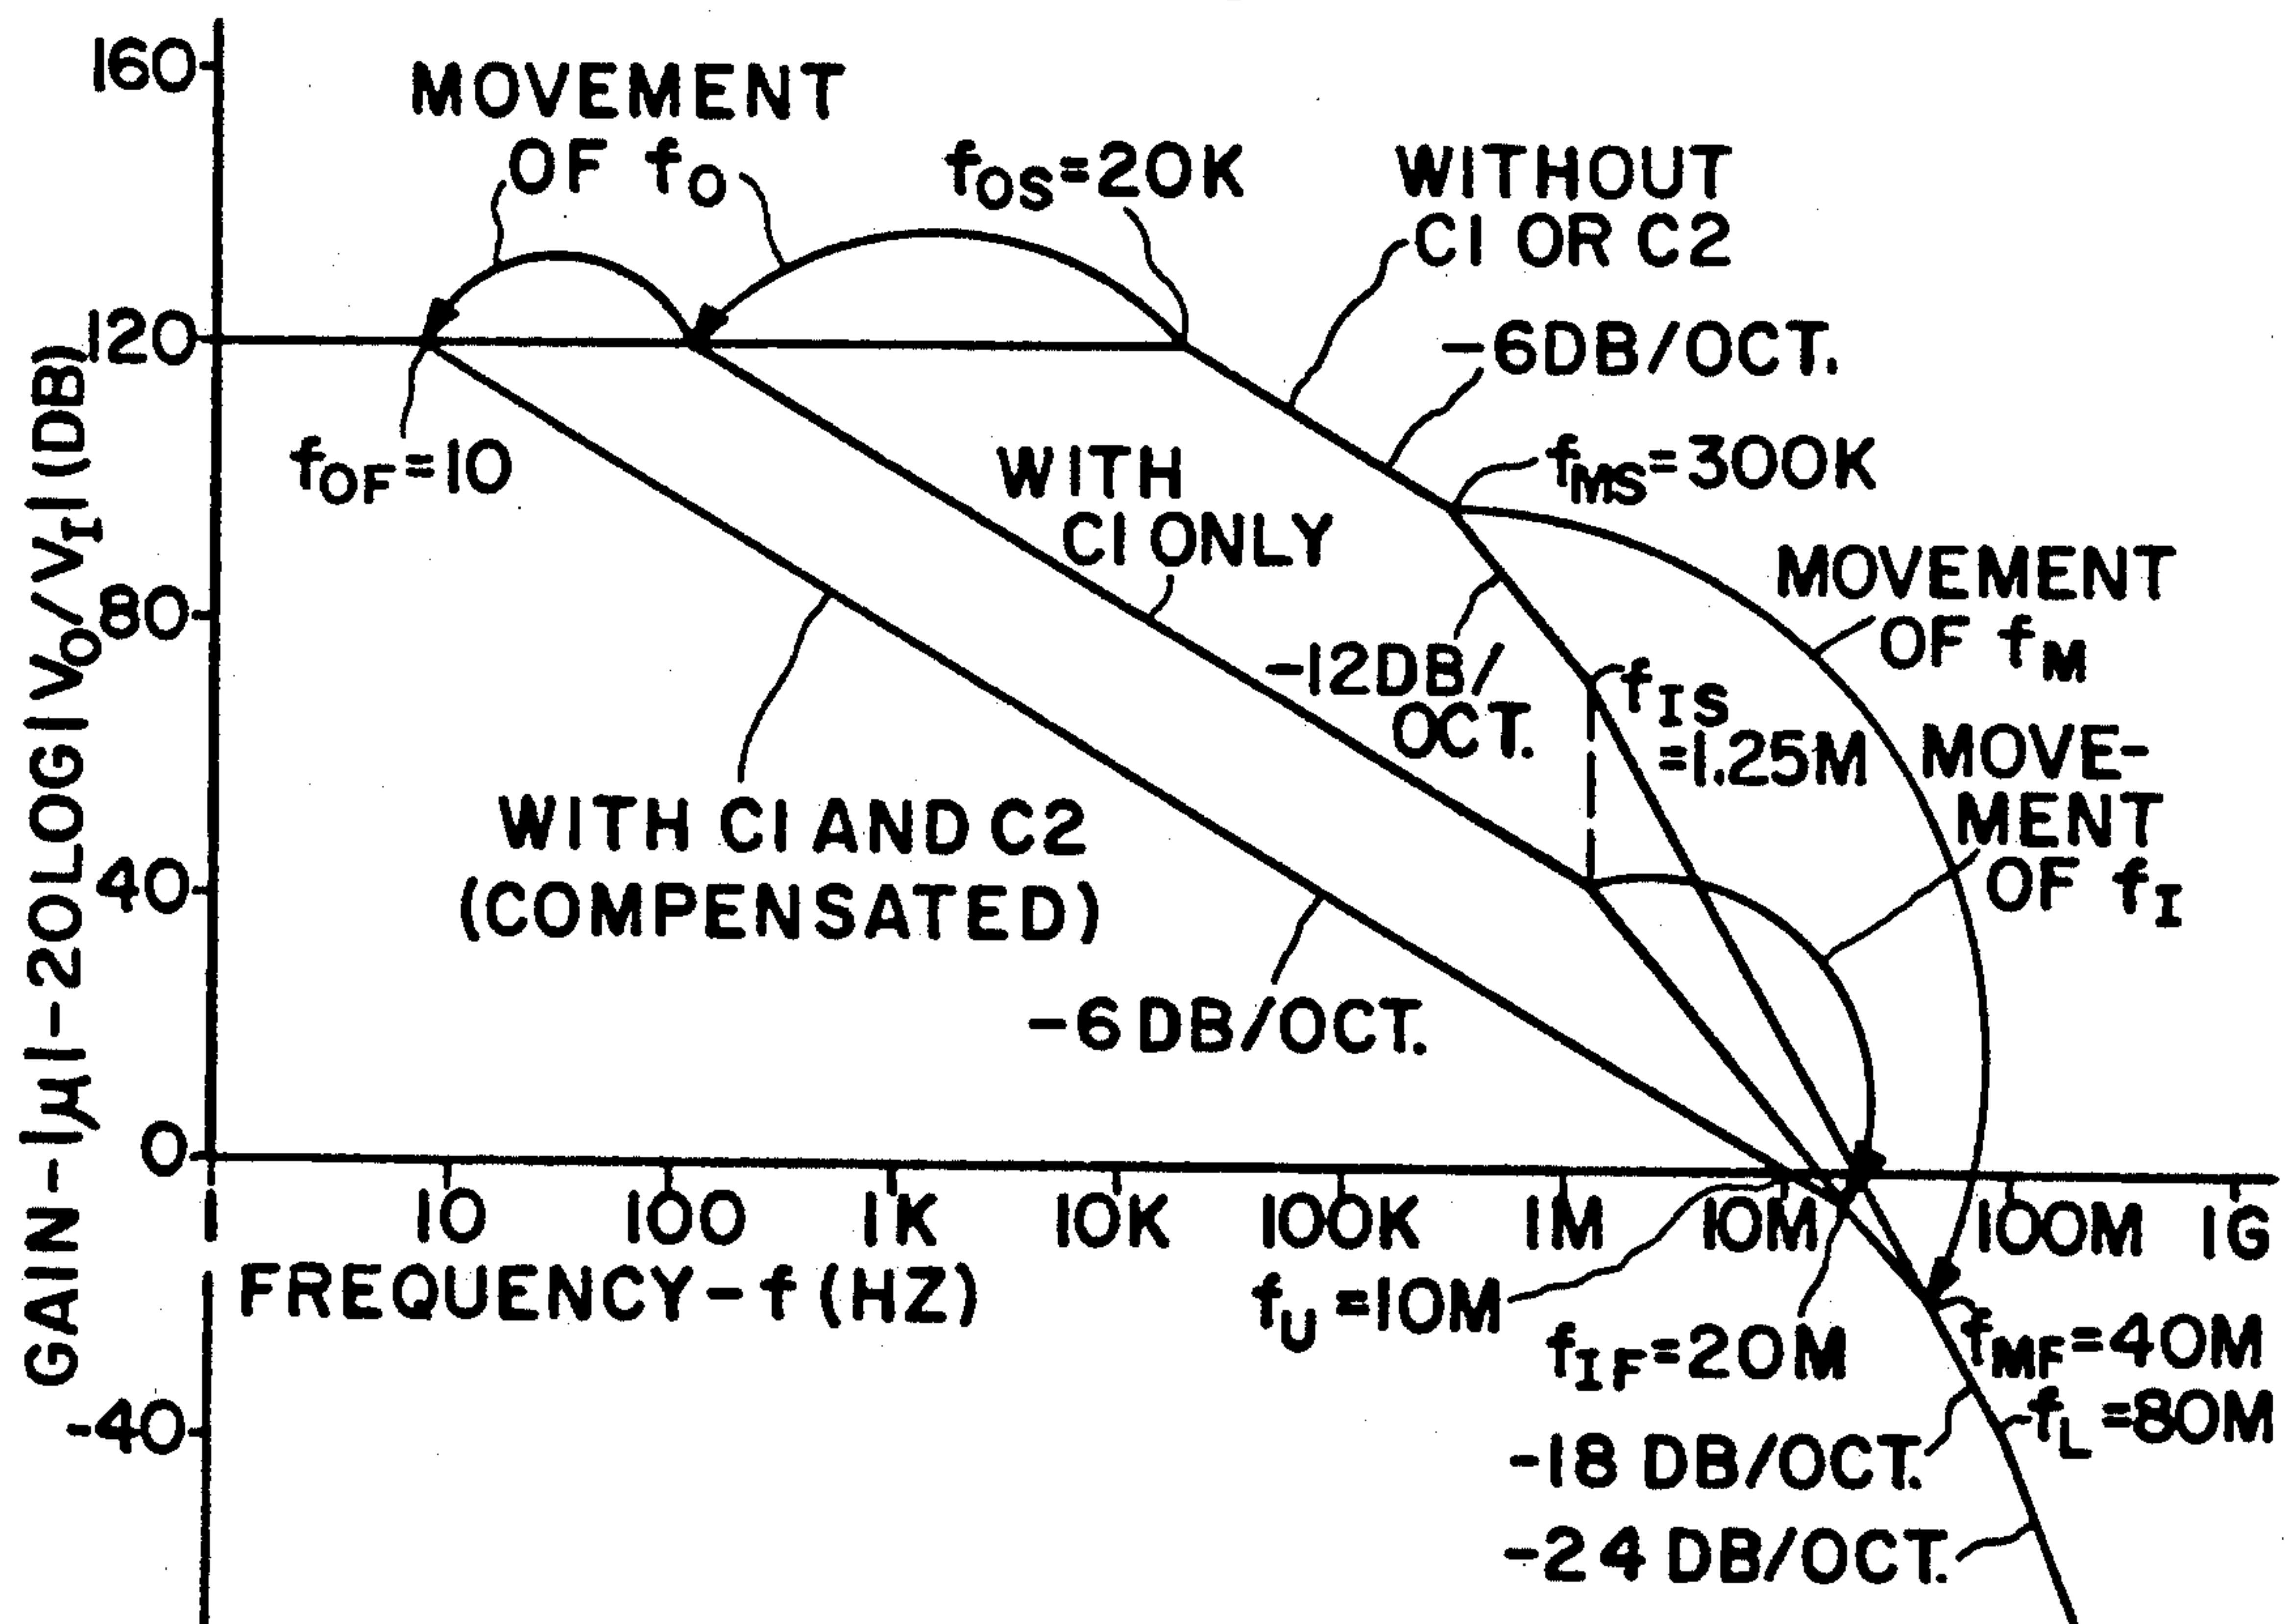 160
MOVEMENT
OF fO
fOS=20K
WITHOUT
C1 OR C2
120
-6DB/OCT.
fOF=10
WITH
C1 ONLY
fMS=300K
MOVEMENT
OF fM
80
-12DB/
OCT.
fIS
=1.25M
MOVE-
MENT
OF fI
WITH C1 AND C2
(COMPENSATED)
40
-6 DB/OCT.
0
1
10
100
1K
10K
100K
1M
10M
100M
1G
FREQUENCY-f(HZ)
fU=10M
fIF=20M
fMF=40M
fL=80M
-40
-18 DB/OCT.
-24 DB/OCT.
GAIN-|μ|-20LOG|VO/VI|(DB)